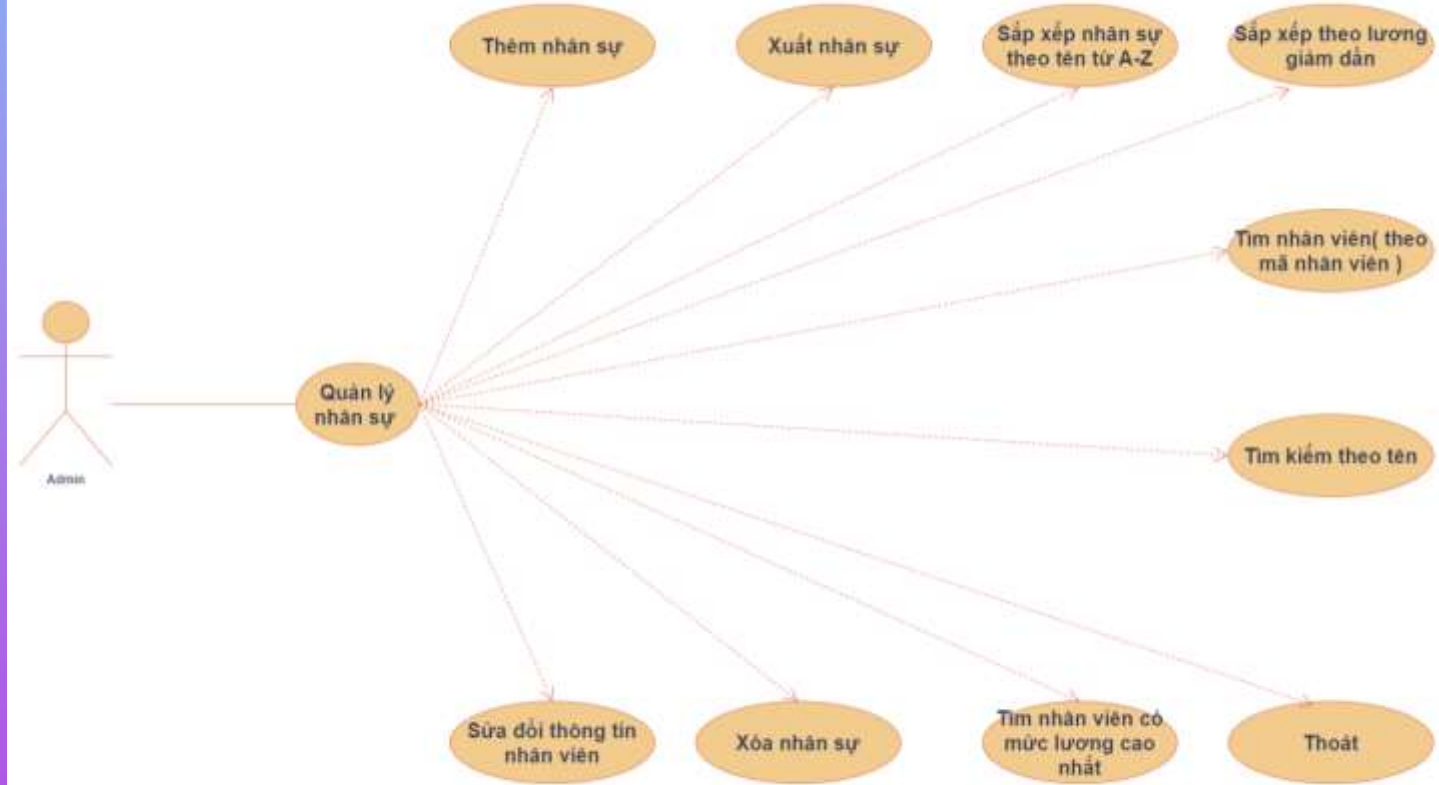 Thêm nhân sự
Xuất nhân sự
Sắp xếp nhân sự
theo tên từ A-Z
Sắp xếp theo lương
giảm dần
Tìm nhân viên( theo
mã nhân viên )
Quản lý
nhân sự
Admin
Tìm kiếm theo tên
Sửa đổi thông tin
nhân viên
Xóa nhân sự
Tìm nhân viên có
mức lương cao
nhất
Thoát